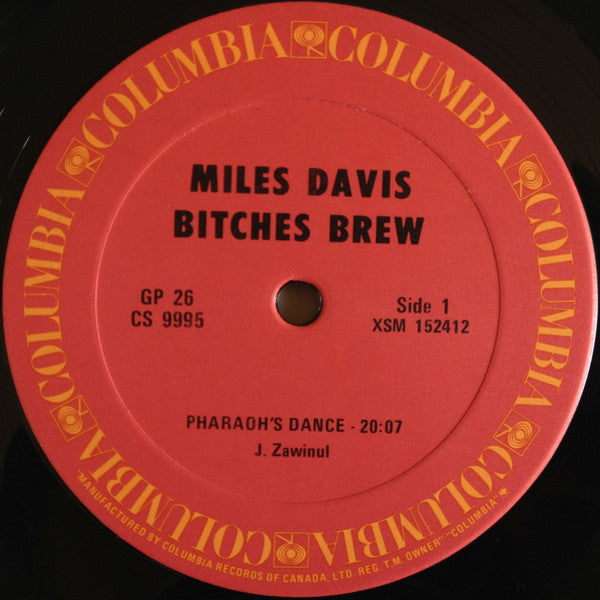 COLUMBIA COLUMBIA COLUMBIA COLUMBIA COLUMBIA COLUMBIA
MILES DAVIS
BITCHES BREW
GP 26
CS 9995
Side 1
XSM 152412
PHARAOH'S DANCE - 20:07
J. Zawinul
"MANUFACTURED BY COLUMBIA RECORDS OF CANADA, LTD. REG. T.M. OWNER" "COLUMBIA"